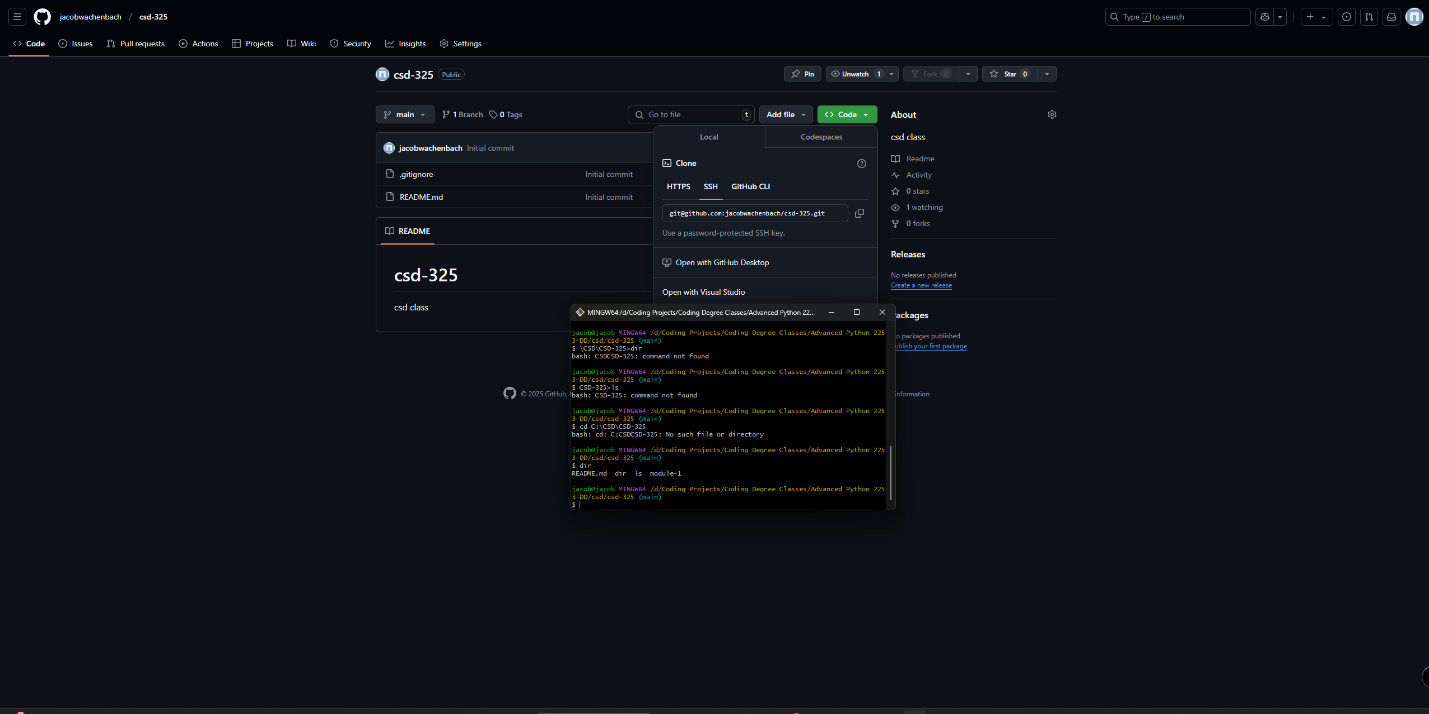 jacobwachenbach / csd-325
Type / to search
Code Issues Pull requests Actions Projects Wiki Security Insights Settings
csd-325 Public
Pin Unwatch 1 Fork 0 Star 0
main 1 Branch 0 Tags
Go to file t
Add file Code
jacobwachenbach Initial commit
.gitignore Initial commit
README.md Initial commit
README
csd-325
csd class
© 2025 GitHub,
Local Codespaces
Clone
HTTPS SSH GitHub CLI
git@github.com:jacobwachenbach/csd-325.git
Use a password-protected SSH key.
Open with GitHub Desktop
Open with Visual Studio
About
csd class
Readme
Activity
0 stars
1 watching
0 forks
Releases
No releases published
Create a new release
ackages
o packages published
ublish your first package
information
MINGW64:/d/Coding Projects/Coding Degree Classes/Advanced Python 22...
jacob@jacob MINGW64 /d/Coding Projects/Coding Degree Classes/Advanced Python 225
3-DD/csd/csd-325 (main)
$ \CSD\CSD-325>dir
bash: CSDCSD-325: command not found
jacob@jacob MINGW64 /d/Coding Projects/Coding Degree Classes/Advanced Python 225
3-DD/csd/csd-325 (main)
$ CSD-325>ls
bash: CSD-325: command not found
jacob@jacob MINGW64 /d/Coding Projects/Coding Degree Classes/Advanced Python 225
3-DD/csd/csd-325 (main)
$ cd C:\CSD\CSD-325
bash: cd: C:CSDCSD-325: No such file or directory
jacob@jacob MINGW64 /d/Coding Projects/Coding Degree Classes/Advanced Python 225
3-DD/csd/csd-325 (main)
$ dir
README.md dir ls module-1
jacob@jacob MINGW64 /d/Coding Projects/Coding Degree Classes/Advanced Python 225
3-DD/csd/csd-325 (main)
$